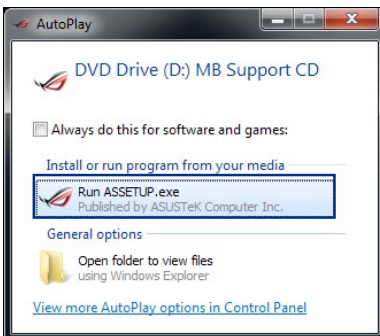 AutoPlay
DVD Drive (D:) MB Support CD
Always do this for software and games:
Install or run program from your media
Run ASSETUP.exe
Published by ASUSTeK Computer Inc.
General options
Open folder to view files
using Windows Explorer
View more AutoPlay options in Control Panel